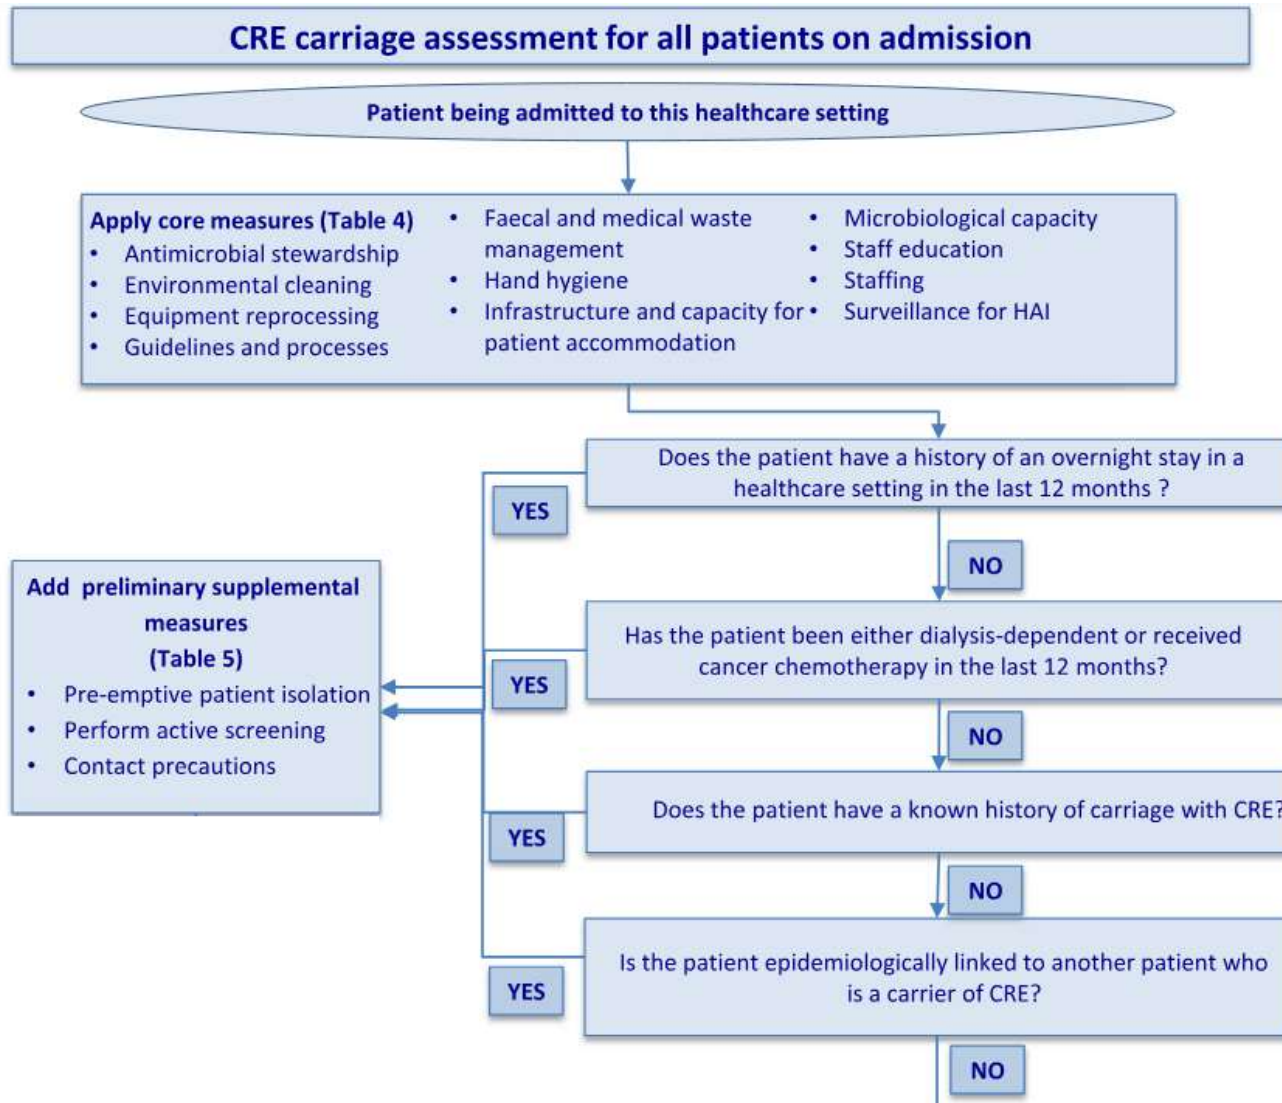 CRE carriage assessment for all patients on admission
Patient being admitted to this healthcare setting
Apply core measures (Table 4)
• Antimicrobial stewardship
• Environmental cleaning
• Equipment reprocessing
• Guidelines and processes
• Faecal and medical waste
management
• Hand hygiene
• Infrastructure and capacity for
patient accommodation
• Microbiological capacity
• Staff education
• Staffing
• Surveillance for HAI
Does the patient have a history of an overnight stay in a
healthcare setting in the last 12 months ?
YES
NO
Add preliminary supplemental
measures
(Table 5)
• Pre-emptive patient isolation
• Perform active screening
• Contact precautions
Has the patient been either dialysis-dependent or received
cancer chemotherapy in the last 12 months?
YES
NO
Does the patient have a known history of carriage with CRE?
YES
NO
Is the patient epidemiologically linked to another patient who
is a carrier of CRE?
YES
NO